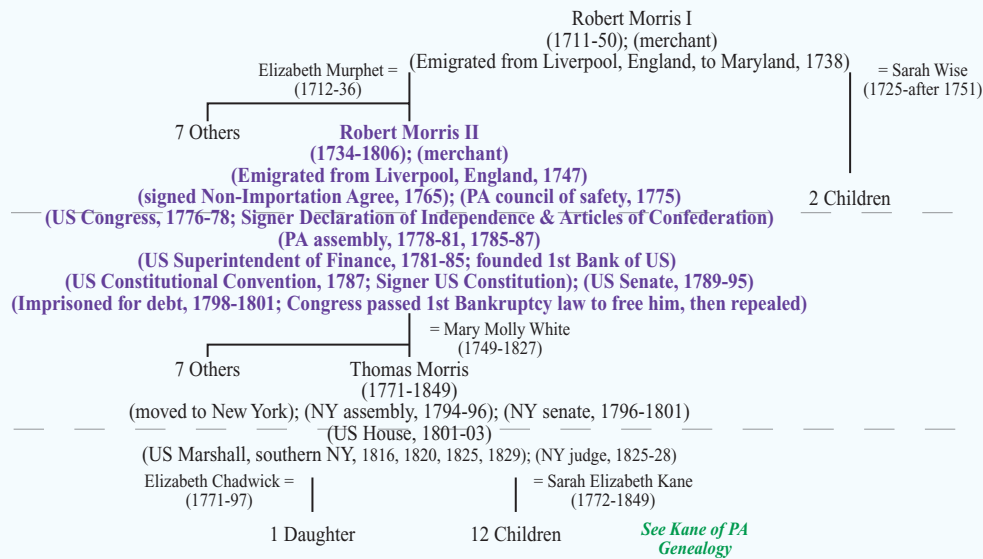 Robert Morris I
(1711-50); (merchant)
(Emigrated from Liverpool, England, to Maryland, 1738)
Elizabeth Murphet =
(1712-36)
= Sarah Wise
(1725-after 1751)
7 Others
Robert Morris II
(1734-1806); (merchant)
(Emigrated from Liverpool, England, 1747)
(signed Non-Importation Agree, 1765); (PA council of safety, 1775)
2 Children
(US Congress, 1776-78; Signer Declaration of Independence & Articles of Confederation)
(PA assembly, 1778-81, 1785-87)
(US Superintendent of Finance, 1781-85; founded 1st Bank of US)
(US Constitutional Convention, 1787; Signer US Constitution); (US Senate, 1789-95)
(Imprisoned for debt, 1798-1801; Congress passed 1st Bankruptcy law to free him, then repealed)
= Mary Molly White
(1749-1827)
7 Others
Thomas Morris
(1771-1849)
(moved to New York); (NY assembly, 1794-96); (NY senate, 1796-1801)
(US House, 1801-03)
(US Marshall, southern NY, 1816, 1820, 1825, 1829); (NY judge, 1825-28)
Elizabeth Chadwick =
(1771-97)
= Sarah Elizabeth Kane
(1772-1849)
1 Daughter
12 Children
See Kane of PA
Genealogy